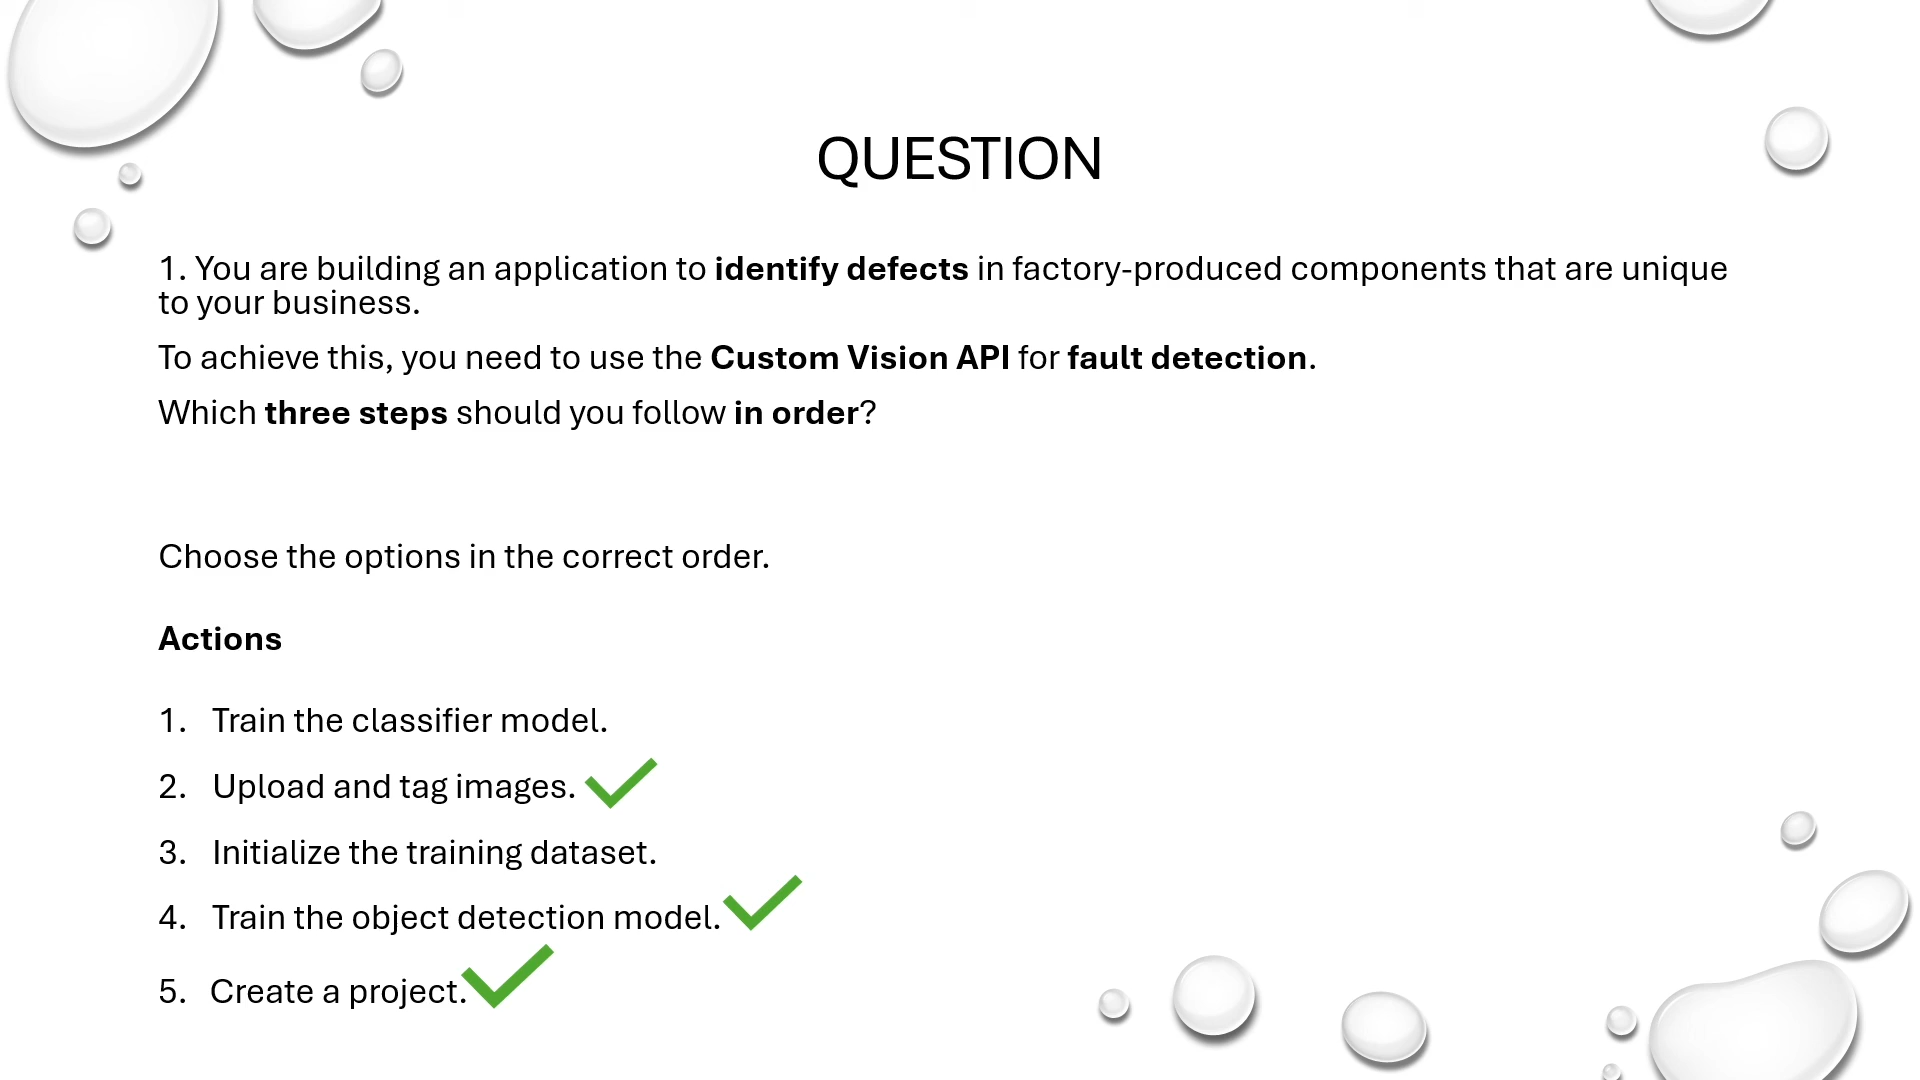 QUESTION
1. You are building an application to identify defects in factory-produced components that are unique
to your business.
To achieve this, you need to use the Custom Vision API for fault detection.
Which three steps should you follow in order?
Choose the options in the correct order.
Actions
1. Train the classifier model.
2. Upload and tag images.
3. Initialize the training dataset.
4. Train the object detection model.
5. Create a project.